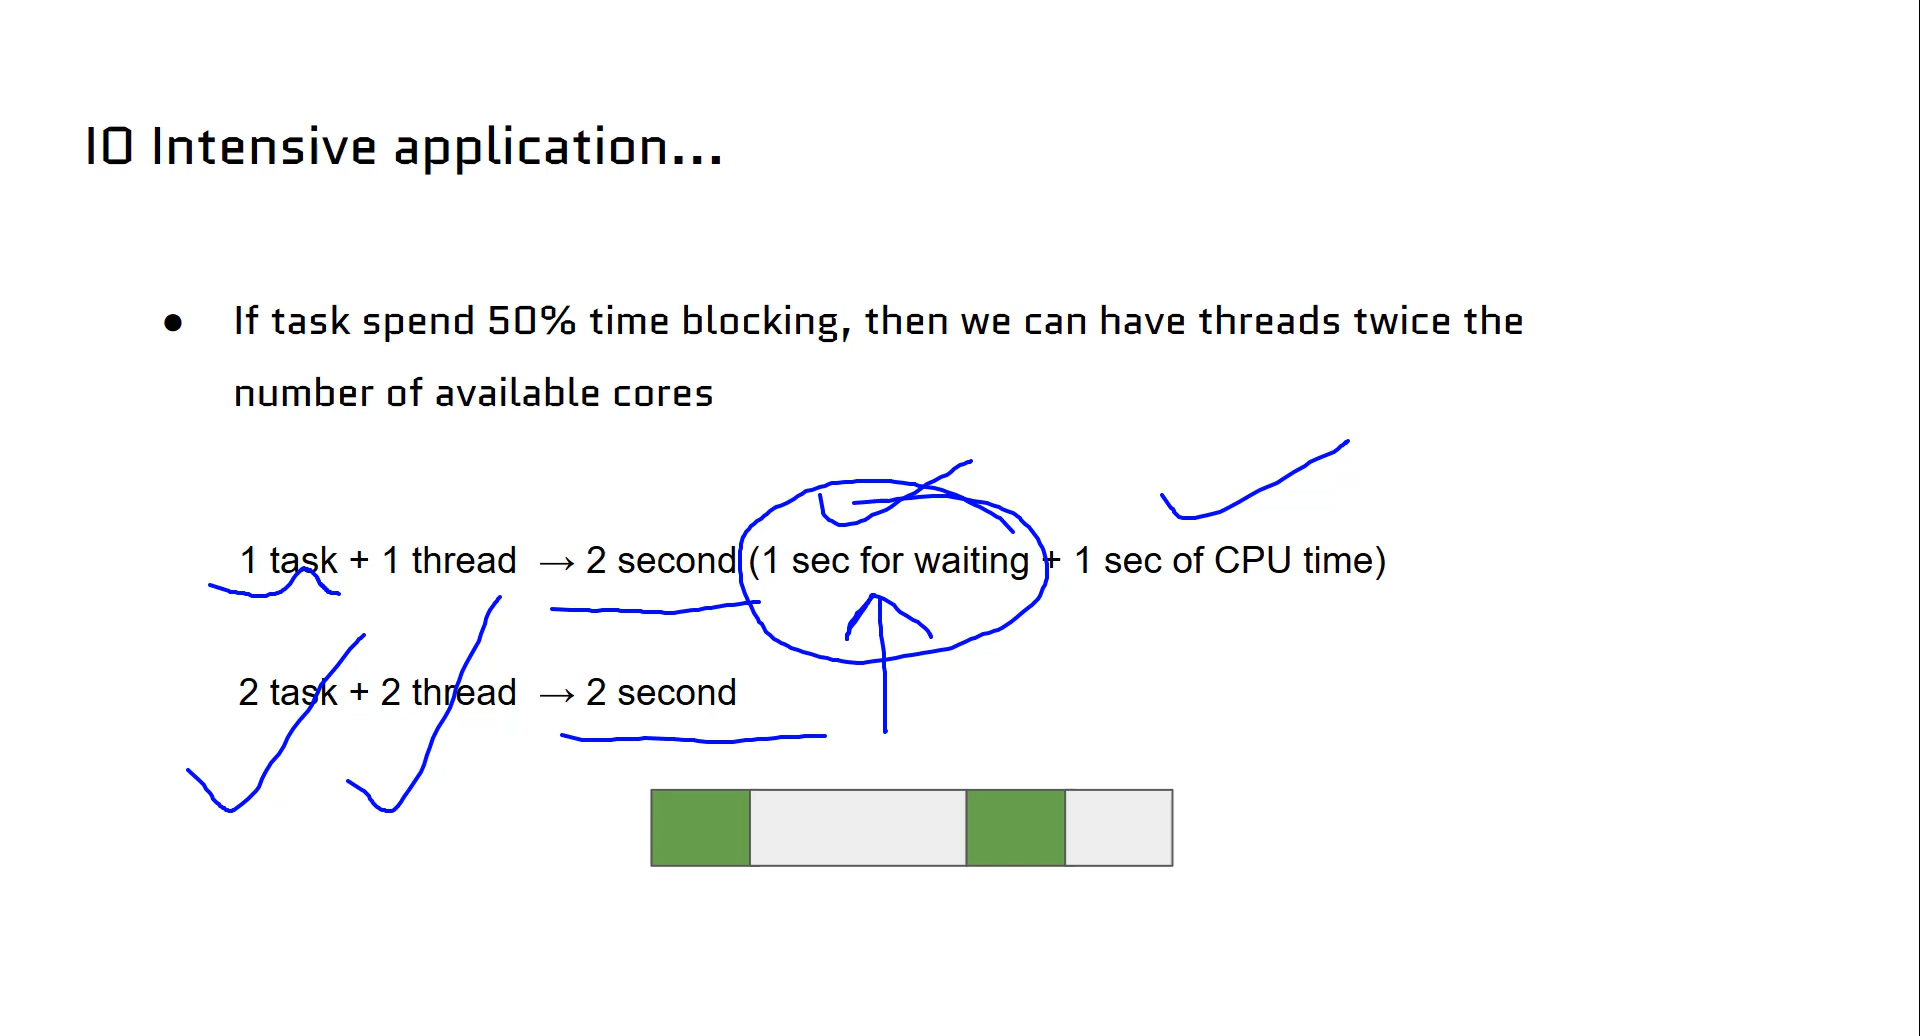 IO Intensive application...
● If task spend 50% time blocking, then we can have threads twice the
number of available cores
1 task + 1 thread → 2 second (1 sec for waiting + 1 sec of CPU time)
2 task + 2 thread → 2 second